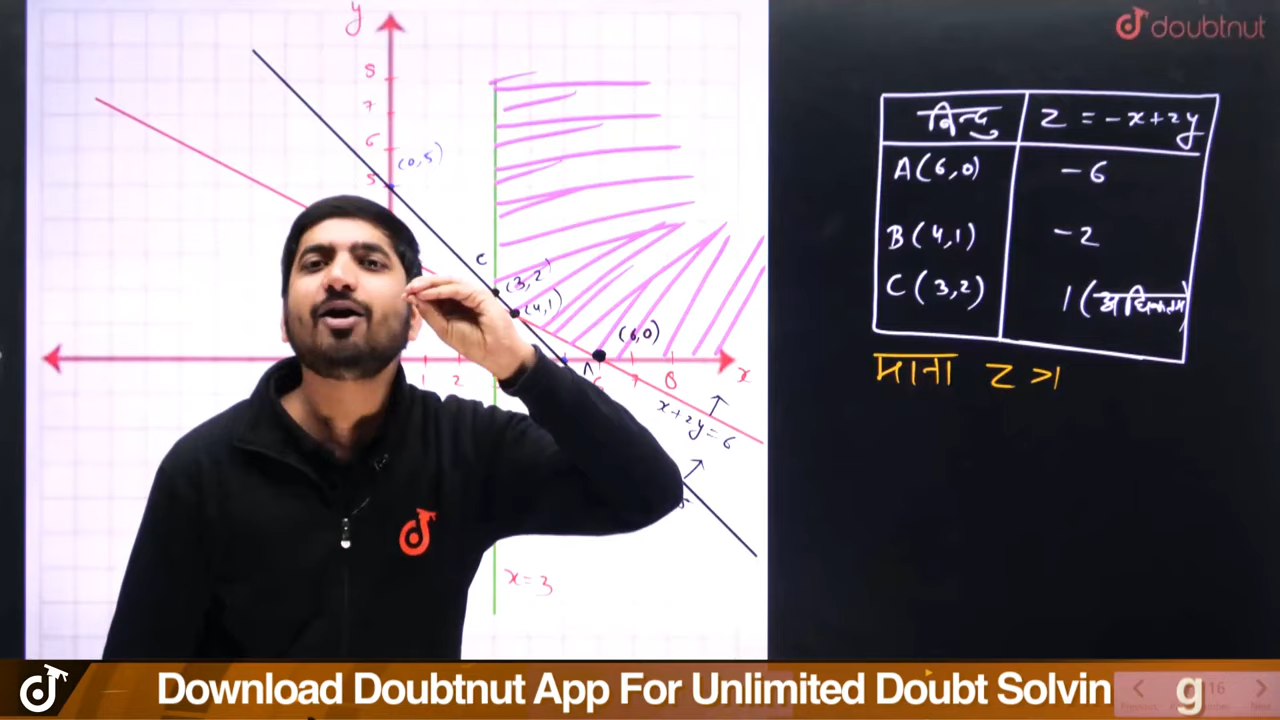 doubtnut
y
8
7
6
5
(0,5)
C
(3,2)
(4,1)
(6,0)
1 2
A 6 7 8 x
x+2y=6
x=3
बिन्दु z = -x+2y
A(6,0) -6
B(4,1) -2
C(3,2) 1(अधिकतम)
माना z >1
Download Doubtnut App For Unlimited Doubt Solvin g
16